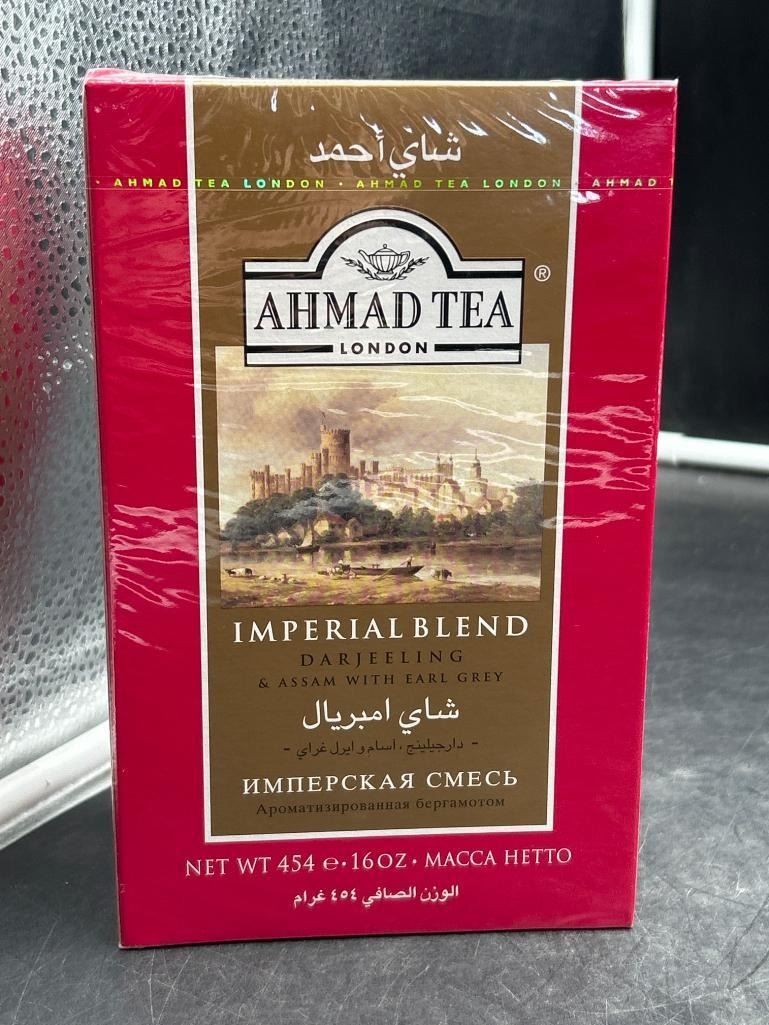 شاي أحمد
· AHMAD TEA LONDON · AHMAD TEA LONDON · AHMAD
AHMAD TEA ®
LONDON
IMPERIAL BLEND
DARJEELING
& ASSAM WITH EARL GREY
شاي امبريال
- دارجيلينج ، آسام و ايرل غراي -
ИМПЕРСКАЯ СМЕСЬ
Ароматизированная бергамотом
NET WT 454 ℮ · 16 OZ · МАССА НЕТТО
الوزن الصافي ٤٥٤ غرام